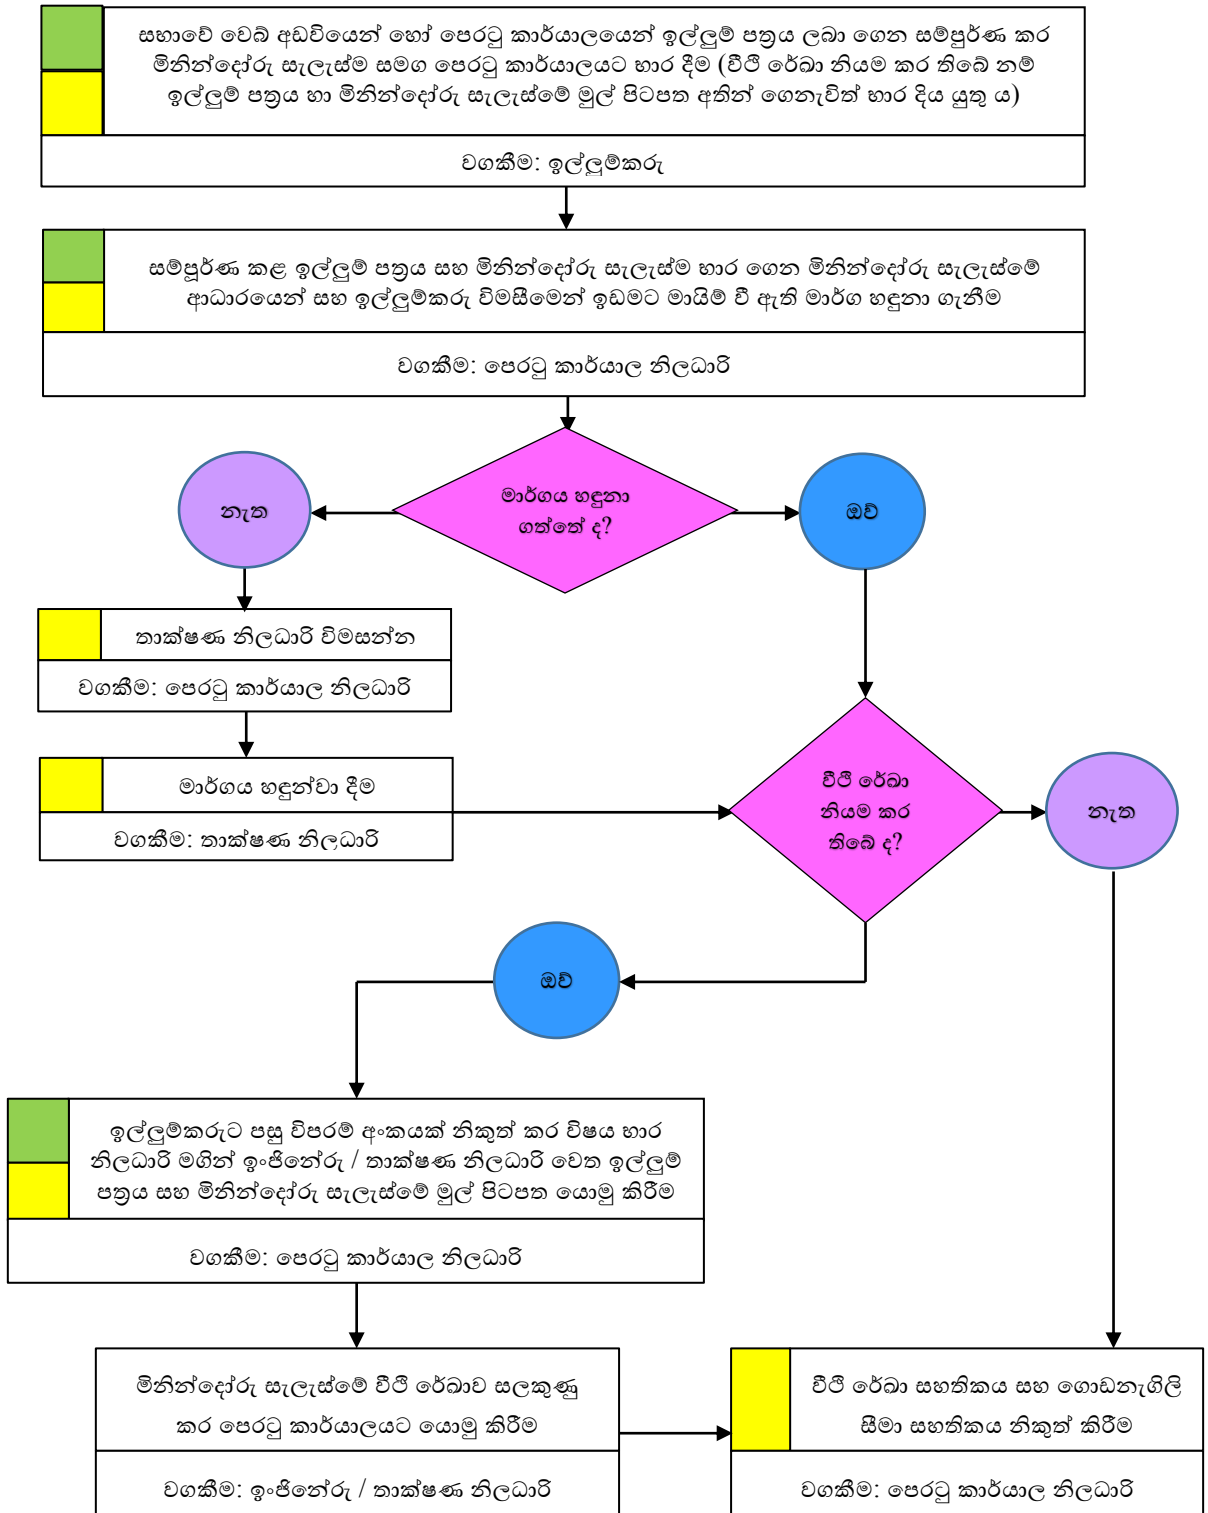 සභාවේ වෙබ් අඩවියෙන් හෝ පෙරටු කාර්යාලයෙන් ඉල්ලුම් පත්‍රය ලබා ගෙන සම්පුර්ණ කර
මිනින්දෝරු සැලැස්ම සමග පෙරටු කාර්යාලයට භාර දීම (වීථි රේඛා නියම කර තිබේ නම්
ඉල්ලුම් පත්‍රය හා මිනින්දෝරු සැලැස්මේ මුල් පිටපත අතින් ගෙනැවිත් භාර දිය යුතු ය)
වගකීම: ඉල්ලුම්කරු
සම්පූර්ණ කළ ඉල්ලුම් පත්‍රය සහ මිනින්දෝරු සැලැස්ම භාර ගෙන මිනින්දෝරු සැලැස්මේ
ආධාරයෙන් සහ ඉල්ලුම්කරු විමසීමෙන් ඉඩමට මායිම් වී ඇති මාර්ග හඳුනා ගැනීම
වගකීම: පෙරටු කාර්යාල නිලධාරි
මාර්ගය හඳුනා
ගත්තේ ද?
නැත
ඔව්
තාක්ෂණ නිලධාරි විමසන්න
වගකීම: පෙරටු කාර්යාල නිලධාරි
මාර්ගය හඳුන්වා දීම
වගකීම: තාක්ෂණ නිලධාරි
වීථි රේඛා
නියම කර
තිබේ ද?
නැත
ඔව්
ඉල්ලුම්කරුට පසු විපරම් අංකයක් නිකුත් කර විෂය භාර
නිලධාරි මගින් ඉංජිනේරු / තාක්ෂණ නිලධාරි වෙත ඉල්ලුම්
පත්‍රය සහ මිනින්දෝරු සැලැස්මේ මුල් පිටපත යොමු කිරීම
වගකීම: පෙරටු කාර්යාල නිලධාරි
මිනින්දෝරු සැලැස්මේ වීථි රේඛාව සලකුණු
කර පෙරටු කාර්යාලයට යොමු කිරීම
වගකීම: ඉංජිනේරු / තාක්ෂණ නිලධාරි
වීථි රේඛා සහතිකය සහ ගොඩනැගිලි
සීමා සහතිකය නිකුත් කිරීම
වගකීම: පෙරටු කාර්යාල නිලධාරි